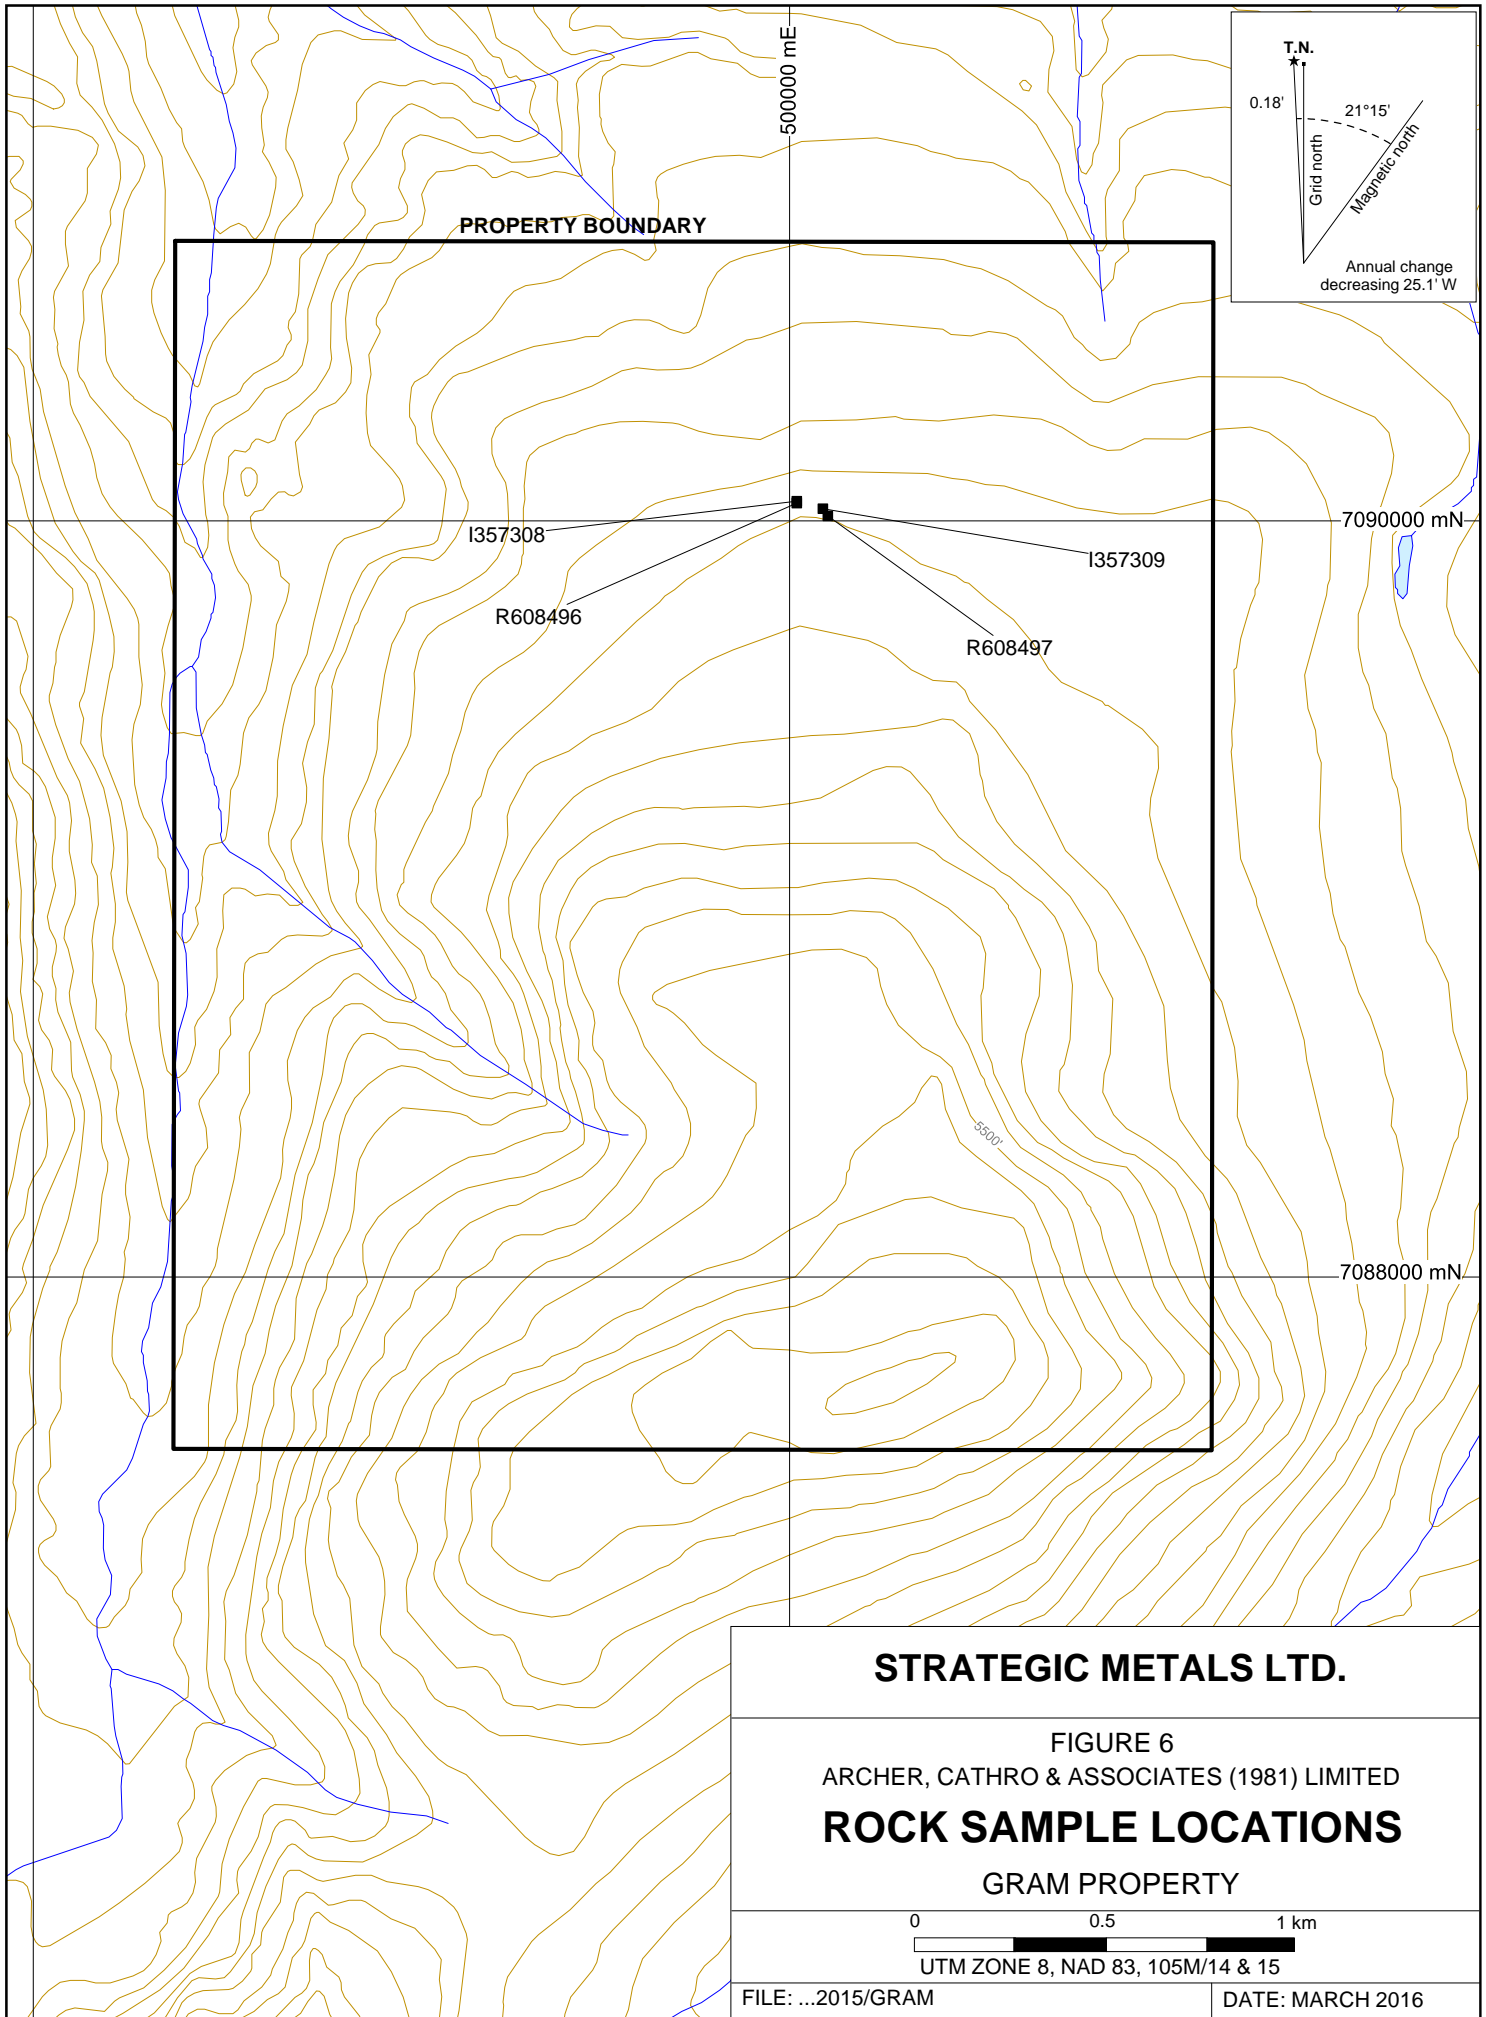 500000 mE
T.N.
0.18'
21°15'
Grid north
Magnetic north
Annual change
decreasing 25.1' W
PROPERTY BOUNDARY
7090000 mN
I357308
I357309
R608496
R608497
5500'
7088000 mN
STRATEGIC METALS LTD.
FIGURE 6
ARCHER, CATHRO & ASSOCIATES (1981) LIMITED
ROCK SAMPLE LOCATIONS
GRAM PROPERTY
0 0.5 1 km
UTM ZONE 8, NAD 83, 105M/14 & 15
FILE: ...2015/GRAM
DATE: MARCH 2016